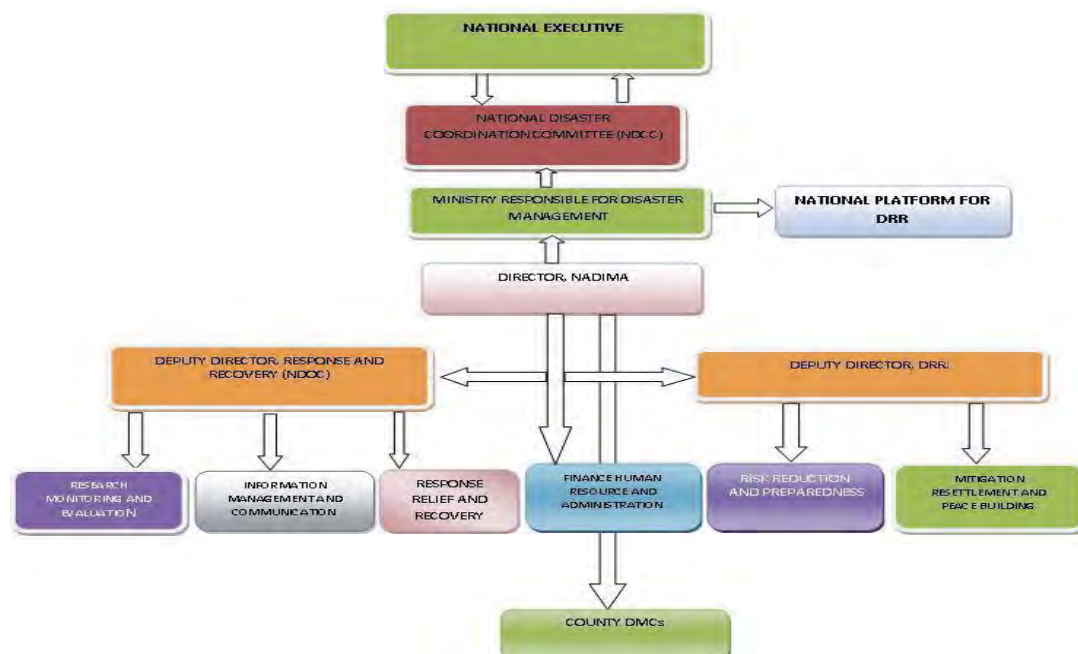 NATIONAL EXECUTIVE
NATIONAL DISASTER
COORDINATION COMMITTEE (NDCC)
MINISTRY RESPONSIBLE FOR DISASTER
MANAGEMENT
NATIONAL PLATFORM FOR
DRR
DIRECTOR, NADIMA
DEPUTY DIRECTOR, RESPONSE AND
RECOVERY (NDOC)
DEPUTY DIRECTOR, DRR.
RESEARCH
MONITORING AND
EVALUATION
INFORMATION
MANAGEMENT AND
COMMUNICATION
RESPONSE
RELIEF AND
RECOVERY
FINANCE HUMAN
RESOURCE AND
ADMINISTRATION
RISK REDUCTION
AND PREPAREDNESS
MITIGATION
RESETTLEMENT AND
PEACE BUILDING
COUNTY DMCs